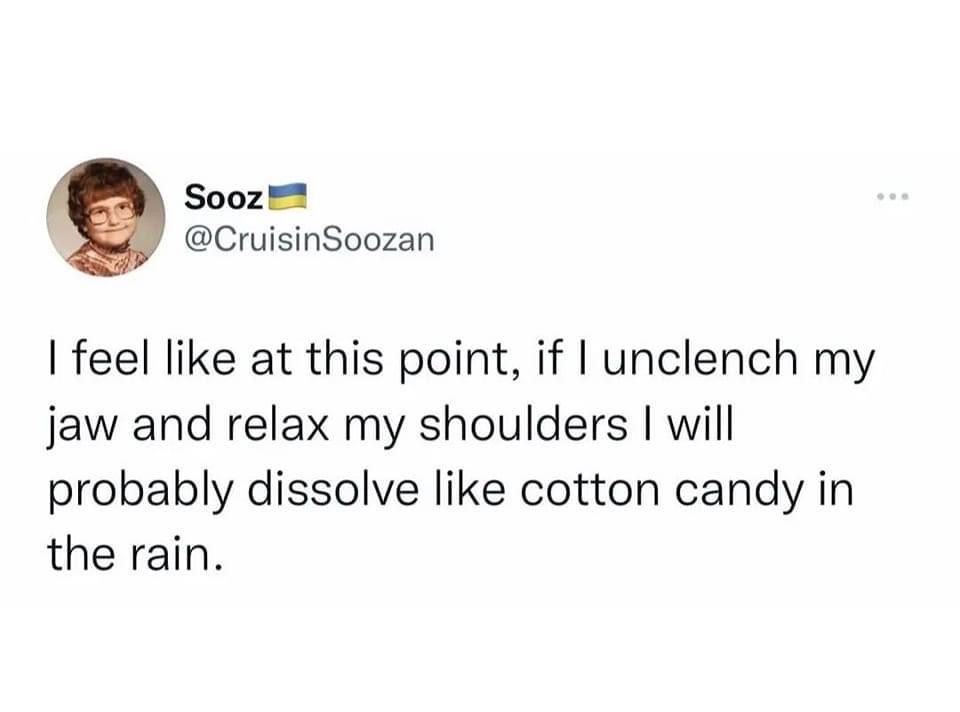 Sooz🇺🇦
@CruisinSoozan
I feel like at this point, if I unclench my
jaw and relax my shoulders I will
probably dissolve like cotton candy in
the rain.